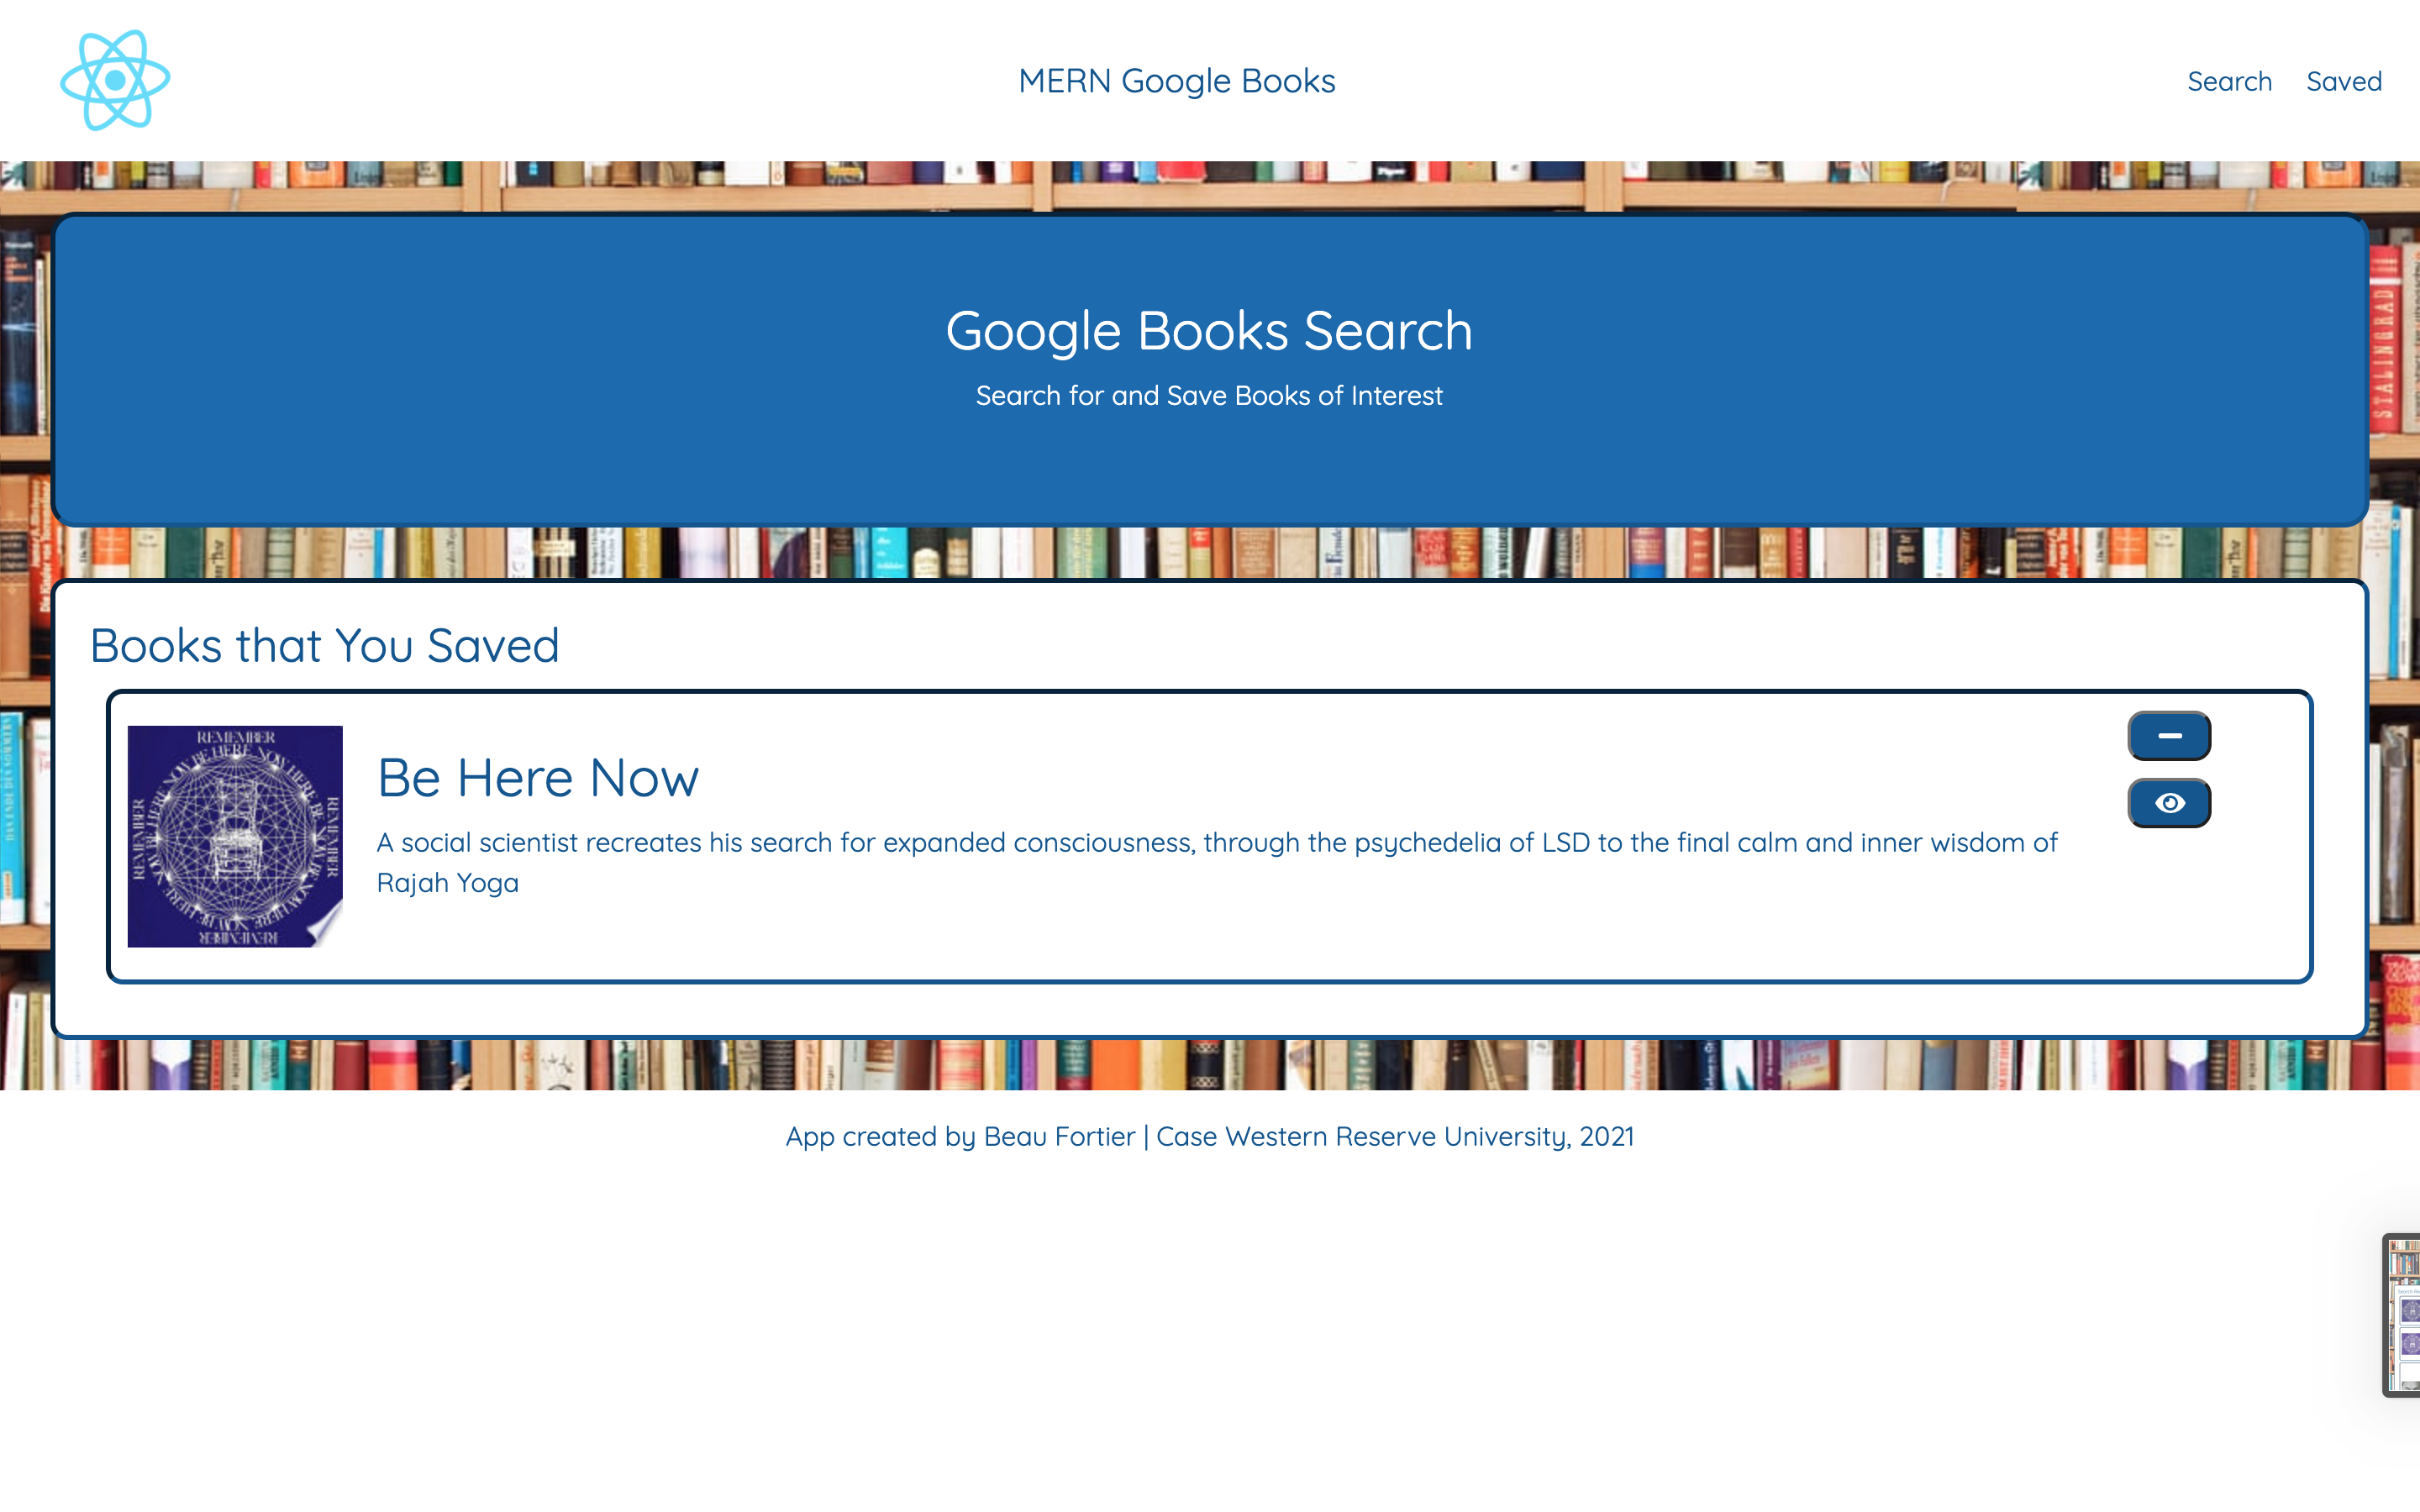 MERN Google Books
Search
Saved
STALINGRAD
Google Books Search
Search for and Save Books of Interest
Books that You Saved
REMEMBER
BE HERE NOW
Be Here Now
A social scientist recreates his search for expanded consciousness, through the psychedelia of LSD to the final calm and inner wisdom of
Rajah Yoga
App created by Beau Fortier | Case Western Reserve University, 2021